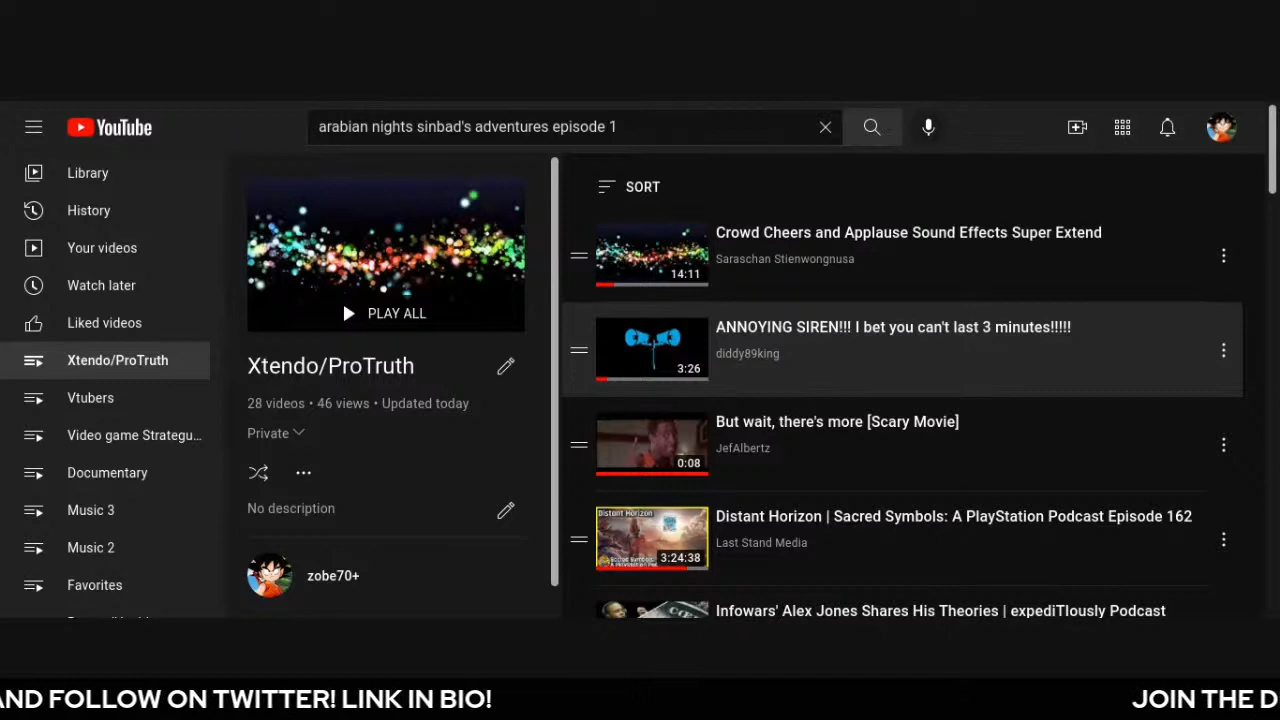 YouTube
arabian nights sinbad's adventures episode 1
Library
History
Your videos
Watch later
Liked videos
Xtendo/ProTruth
Vtubers
Video game Strategu...
Documentary
Music 3
Music 2
Favorites
PLAY ALL
Xtendo/ProTruth
28 videos • 46 views • Updated today
Private
No description
zobe70+
SORT
Crowd Cheers and Applause Sound Effects Super Extend
Saraschan Stienwongnusa
14:11
ANNOYING SIREN!!! I bet you can't last 3 minutes!!!!!
diddy89king
3:26
But wait, there's more [Scary Movie]
JefAlbertz
0:08
Distant Horizon | Sacred Symbols: A PlayStation Podcast Episode 162
Last Stand Media
Distant Horizon
3:24:38
Infowars' Alex Jones Shares His Theories | expediTIously Podcast
AND FOLLOW ON TWITTER! LINK IN BIO!
JOIN THE D